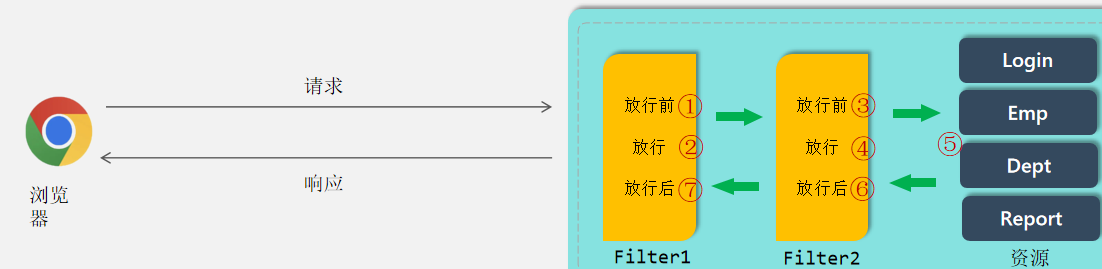 请求
响应
浏览
器
放行前①
放行②
放行后⑦
Filter1
放行前③
放行④
放行后⑥
Filter2
⑤
Login
Emp
Dept
Report
资源